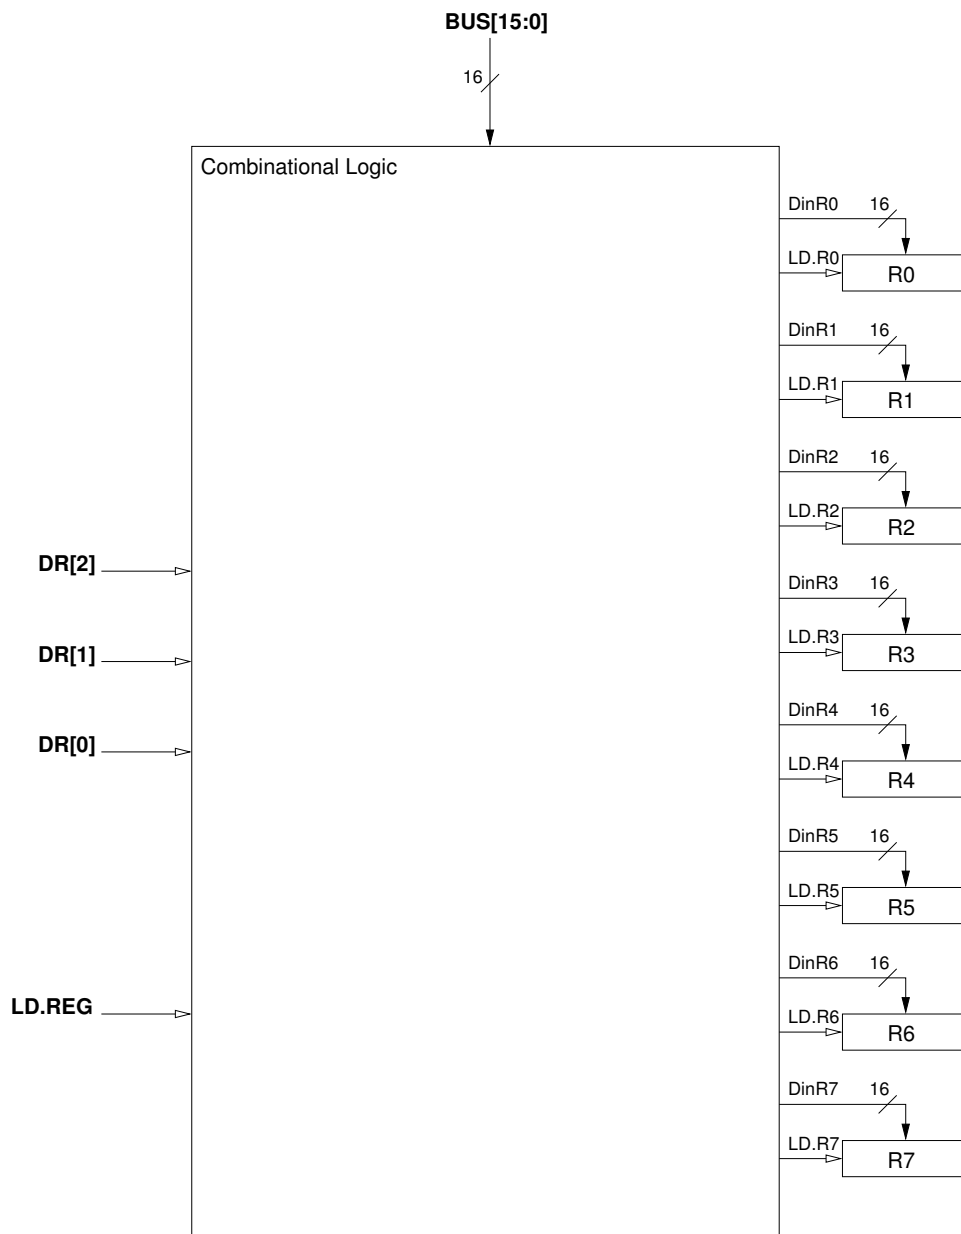 BUS[15:0]
16
Combinational Logic
DinR0 16
LD.R0
R0
DinR1 16
LD.R1
R1
DinR2 16
LD.R2
R2
DR[2]
DinR3 16
LD.R3
R3
DR[1]
DinR4 16
DR[0]
LD.R4
R4
DinR5 16
LD.R5
R5
DinR6 16
LD.REG
LD.R6
R6
DinR7 16
LD.R7
R7